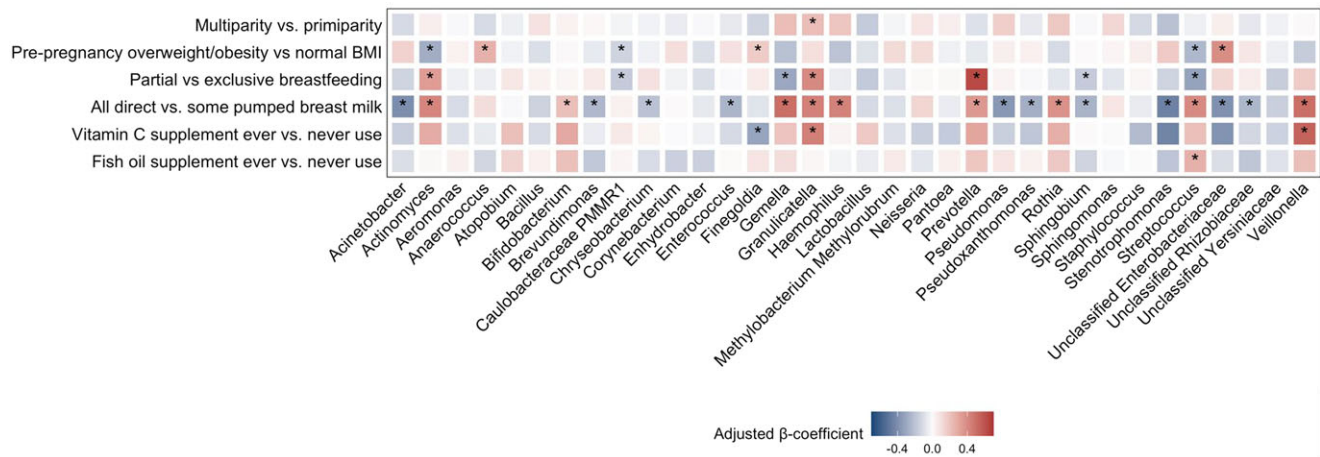 Multiparity vs. primiparity
*
Pre-pregnancy overweight/obesity vs normal BMI
* * * * * *
Partial vs exclusive breastfeeding
* * * * * * *
All direct vs. some pumped breast milk
* * * * * * * * * * * * * * * * * * *
Vitamin C supplement ever vs. never use
* * *
Fish oil supplement ever vs. never use
*
Acinetobacter
Actinomyces
Aeromonas
Anaerococcus
Atopobium
Bacillus
Bifidobacterium
Brevundimonas
Caulobacteraceae PMMR1
Chryseobacterium
Corynebacterium
Enhydrobacter
Enterococcus
Finegoldia
Gemella
Granulicatella
Haemophilus
Lactobacillus
Methylobacterium Methylorubrum
Neisseria
Pantoea
Prevotella
Pseudomonas
Pseudoxanthomonas
Rothia
Sphingobium
Sphingomonas
Staphylococcus
Stenotrophomonas
Streptococcus
Unclassified Enterobacteriaceae
Unclassified Rhizobiaceae
Unclassified Yersiniaceae
Veillonella
Adjusted β-coefficient
-0.4 0.0 0.4